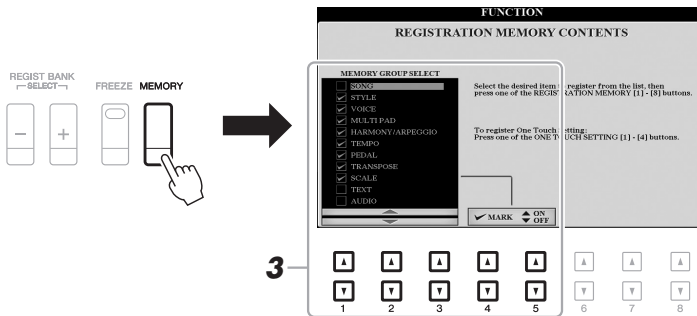 REGIST BANK
SELECT
FREEZE
MEMORY
− +
FUNCTION
REGISTRATION MEMORY CONTENTS
MEMORY GROUP SELECT
SONG
STYLE
VOICE
MULTI PAD
HARMONY/ARPEGGIO
TEMPO
PEDAL
TRANSPOSE
SCALE
TEXT
AUDIO
Select the desired item to register from the list, then
press one of the REGISTRATION MEMORY [1] - [8] buttons.
To register One Touch Setting:
Press one of the ONE TOUCH SETTING [1] - [4] buttons.
MARK
ON
OFF
3
1 2 3 4 5 6 7 8